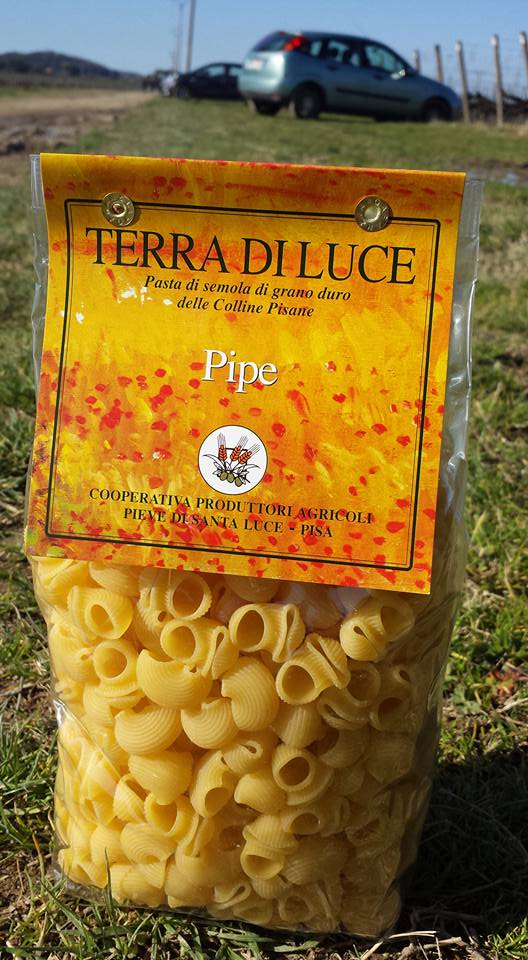 TERRA DI LUCE
Pasta di semola di grano duro
delle Colline Pisane
Pipe
COOPERATIVA PRODUTTORI AGRICOLI
PIEVE DI SANTA LUCE - PISA